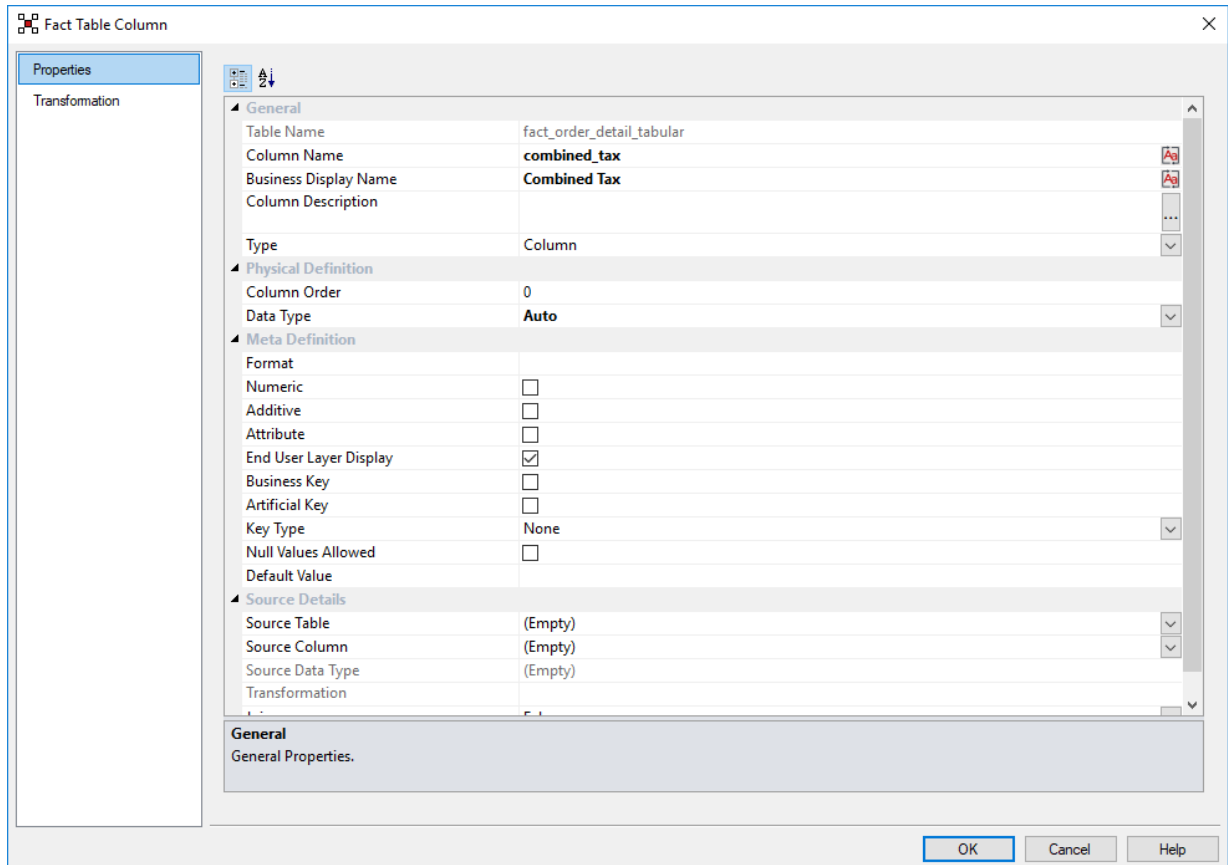 Fact Table Column
Properties
Transformation
General
Table Name fact_order_detail_tabular
Column Name combined_tax
Business Display Name Combined Tax
Column Description
...
Type Column
Physical Definition
Column Order 0
Data Type Auto
Meta Definition
Format
Numeric
Additive
Attribute
End User Layer Display
Business Key
Artificial Key
Key Type None
Null Values Allowed
Default Value
Source Details
Source Table (Empty)
Source Column (Empty)
Source Data Type (Empty)
Transformation
General
General Properties.
OK Cancel Help